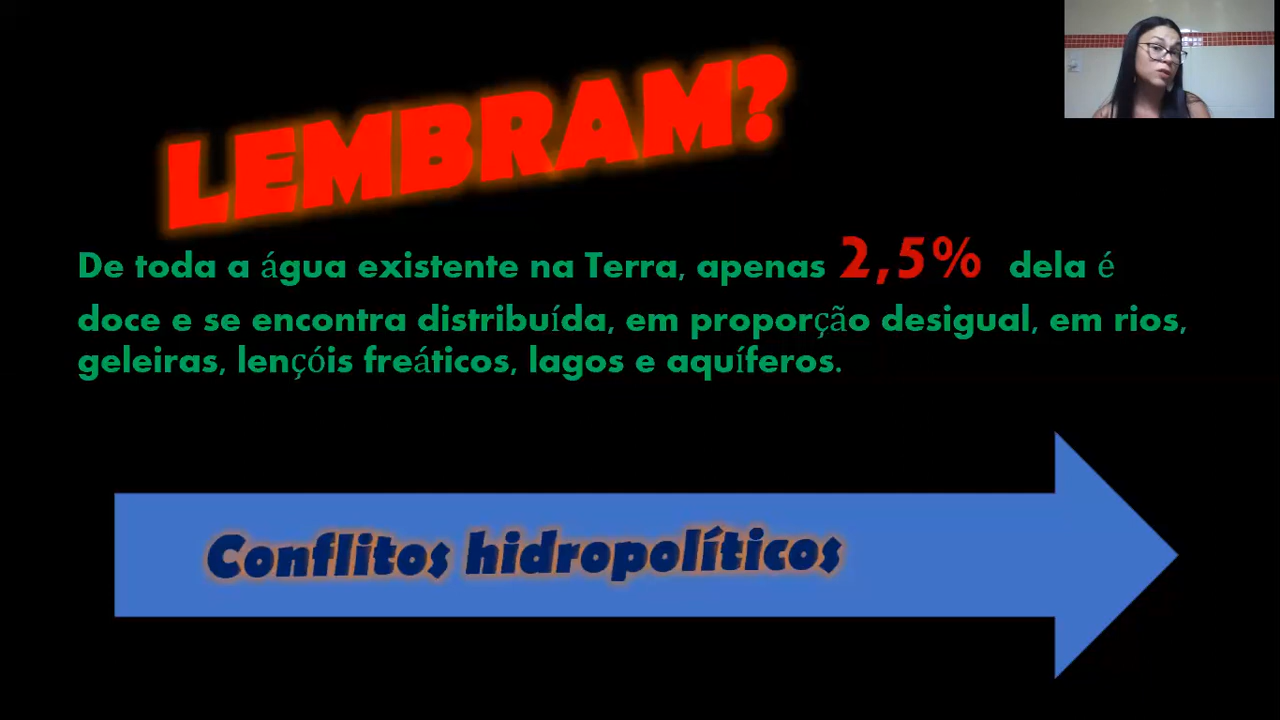 LEMBRAM?
De toda a água existente na Terra, apenas 2,5% dela é
doce e se encontra distribuída, em proporção desigual, em rios,
geleiras, lençóis freáticos, lagos e aquíferos.
Conflitos hidropolíticos